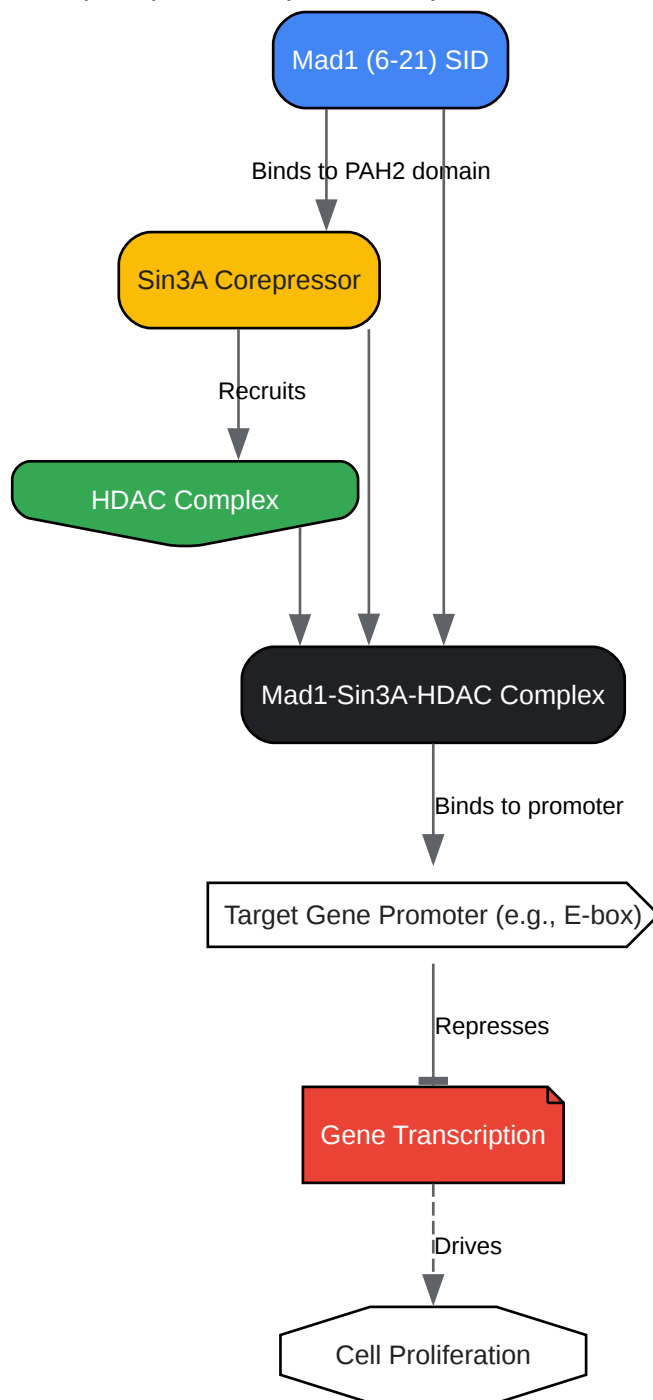 Mad1 (6-21) SID
Binds to PAH2 domain
Sin3A Corepressor
Recruits
HDAC Complex
Mad1-Sin3A-HDAC Complex
Binds to promoter
Target Gene Promoter (e.g., E-box)
Represses
Gene Transcription
Drives
Cell Proliferation